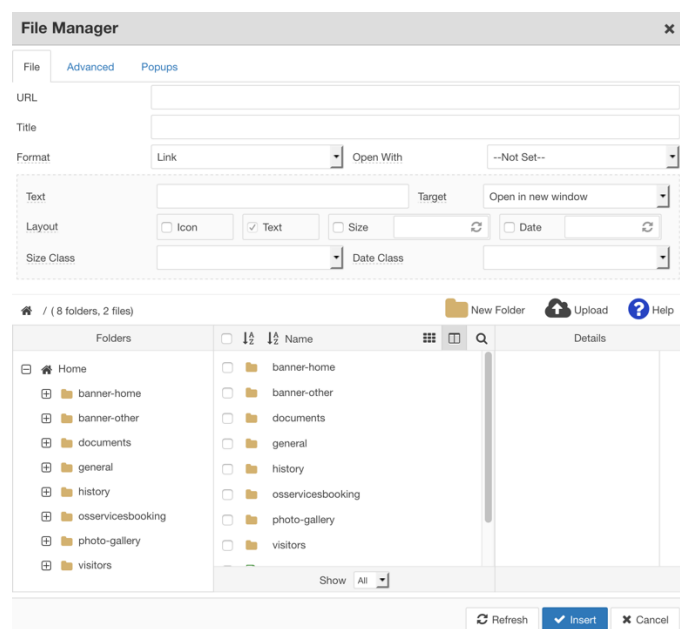 File Manager
File Advanced Popups
URL
Title
Format Link Open With --Not Set--
Text Target Open in new window
Layout Icon Text Size Date
Size Class Date Class
/ ( 8 folders, 2 files) New Folder Upload ? Help
Folders A Z A Z Name Details
Home
banner-home
banner-other
documents
general
history
osservicesbooking
photo-gallery
visitors
banner-home
banner-other
documents
general
history
osservicesbooking
photo-gallery
visitors
Show All
Refresh Insert Cancel